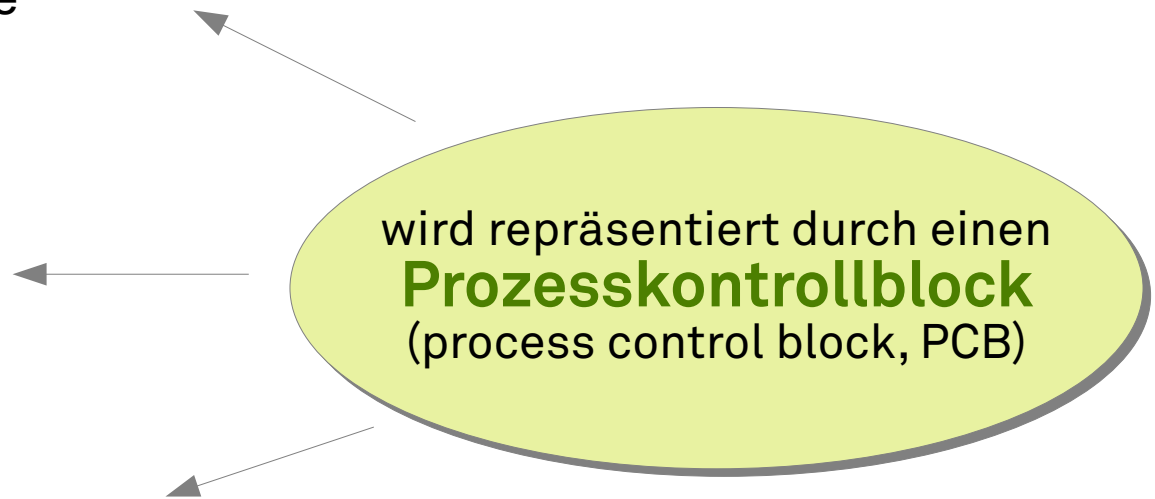 wird repräsentiert durch einen
Prozesskontrollblock
(process control block, PCB)